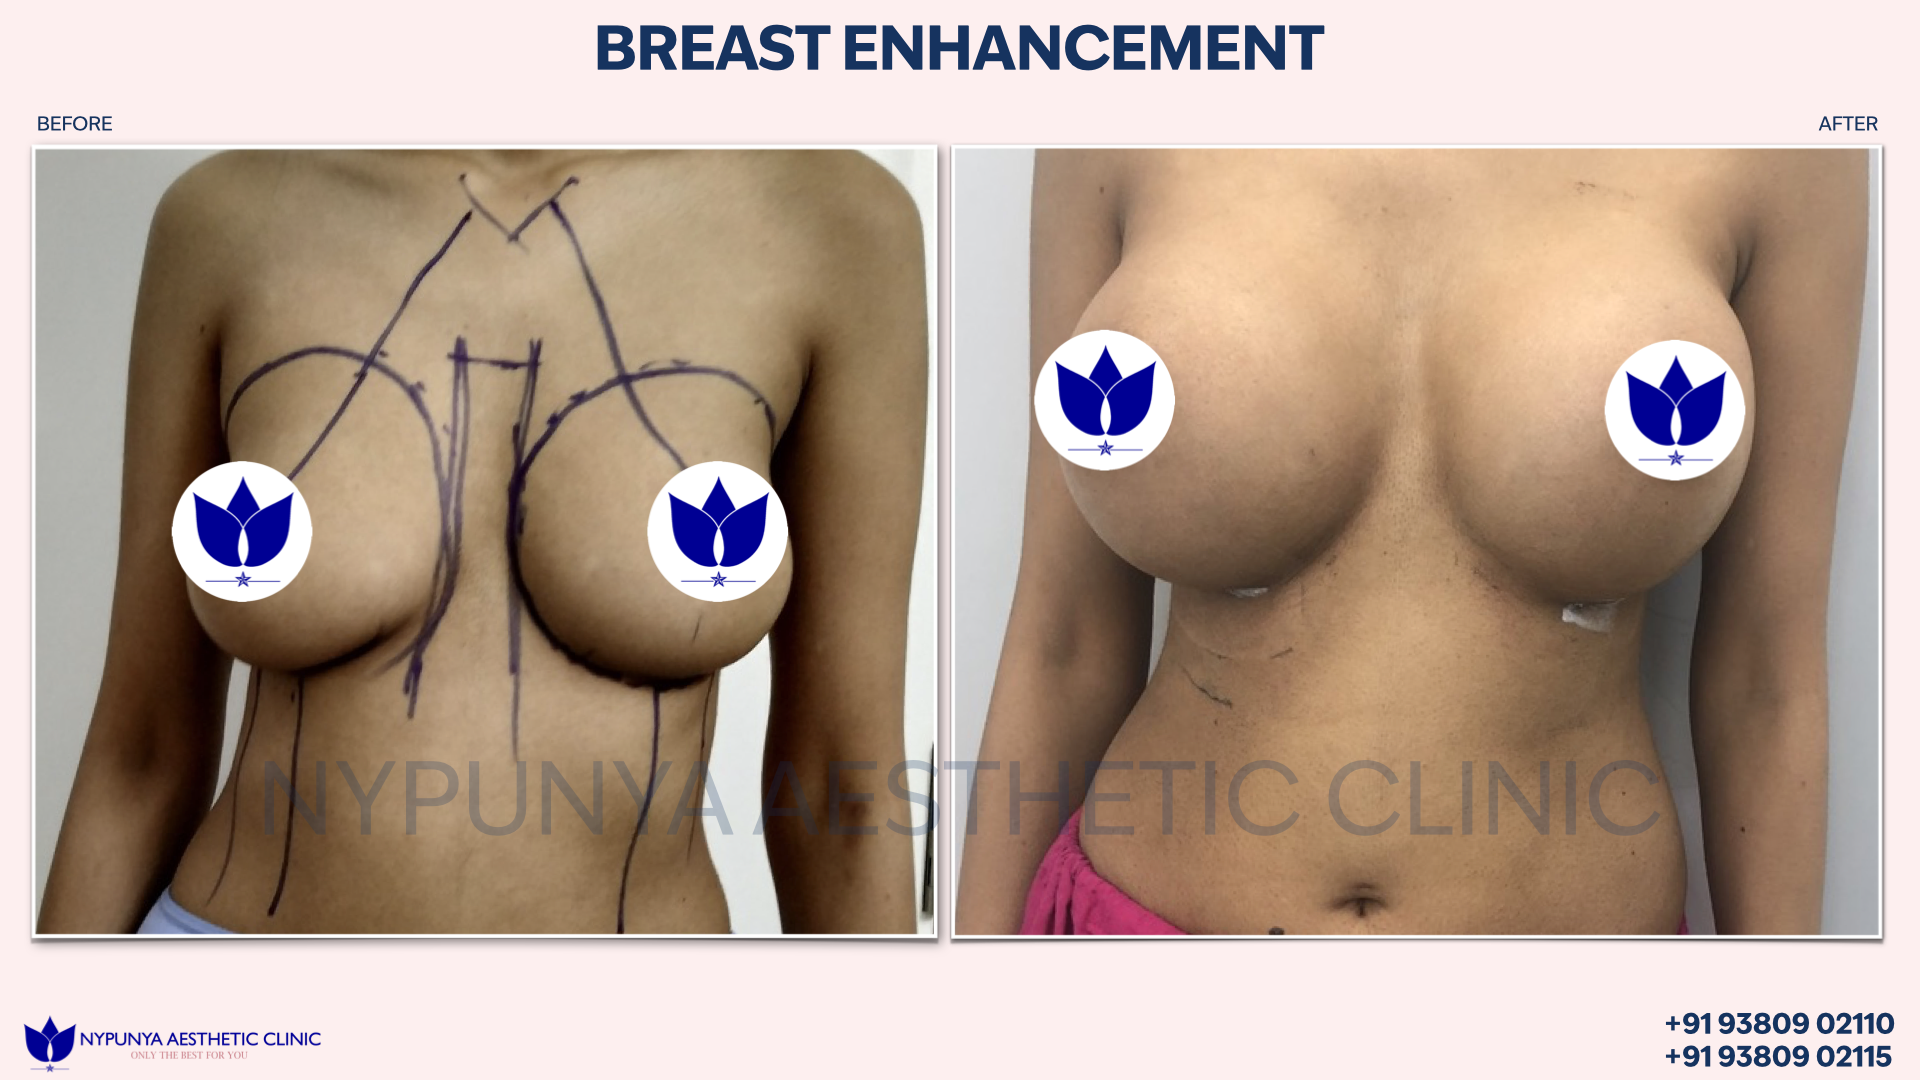 BREAST ENHANCEMENT
BEFORE
AFTER
NYPUNYA AESTHETIC CLINIC
NYPUNYA AESTHETIC CLINIC
ONLY THE BEST FOR YOU
+91 93809 02110
+91 93809 02115